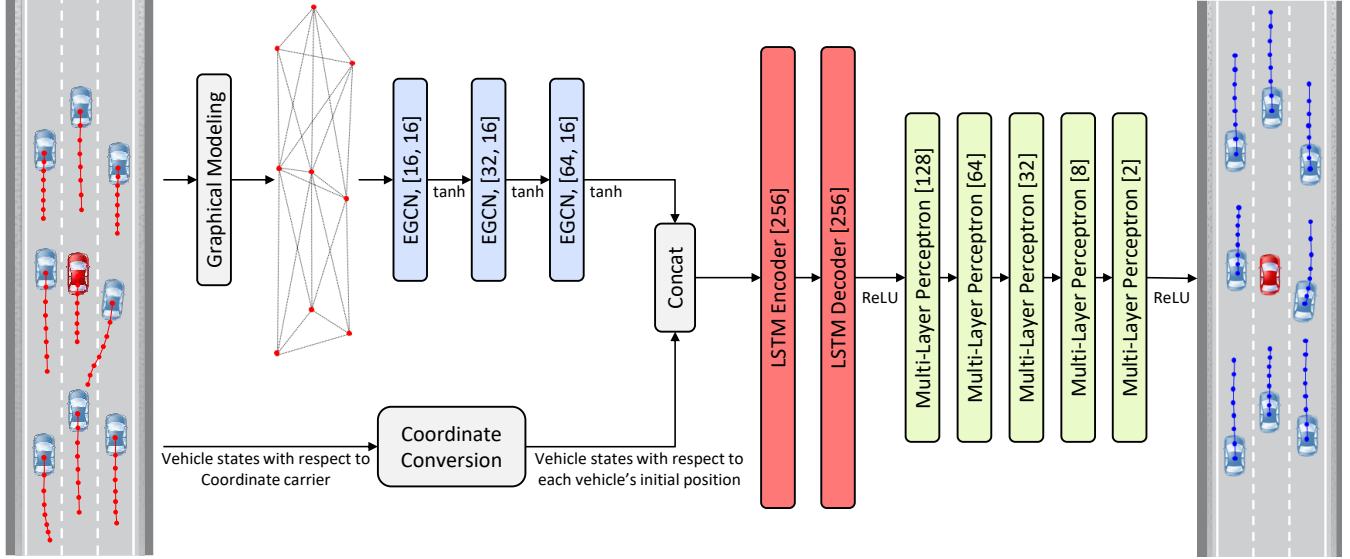 Graphical Modeling
EGCN, [16, 16]
tanh
EGCN, [32, 16]
tanh
EGCN, [64, 16]
tanh
Vehicle states with respect to
Coordinate carrier
Coordinate
Conversion
Vehicle states with respect to
each vehicle's initial position
Concat
LSTM Encoder [256]
LSTM Decoder [256]
ReLU
Multi-Layer Perceptron [128]
Multi-Layer Perceptron [64]
Multi-Layer Perceptron [32]
Multi-Layer Perceptron [8]
Multi-Layer Perceptron [2]
ReLU